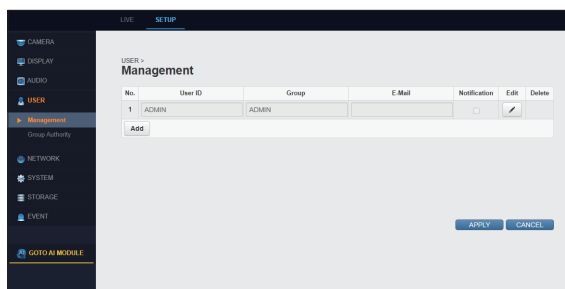 LIVE SETUP
CAMERA
DISPLAY
AUDIO
USER
Management
Group Authority
NETWORK
SYSTEM
STORAGE
EVENT
GOTO AI MODULE
USER >
Management
No. User ID Group E-Mail Notification Edit Delete
1 ADMIN ADMIN
Add
APPLY CANCEL